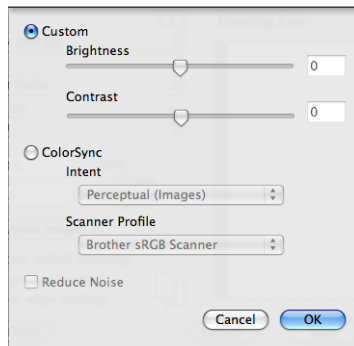 Custom
Brightness
0
Contrast
0
ColorSync
Intent
Perceptual (Images)
Scanner Profile
Brother sRGB Scanner
Reduce Noise
Cancel OK